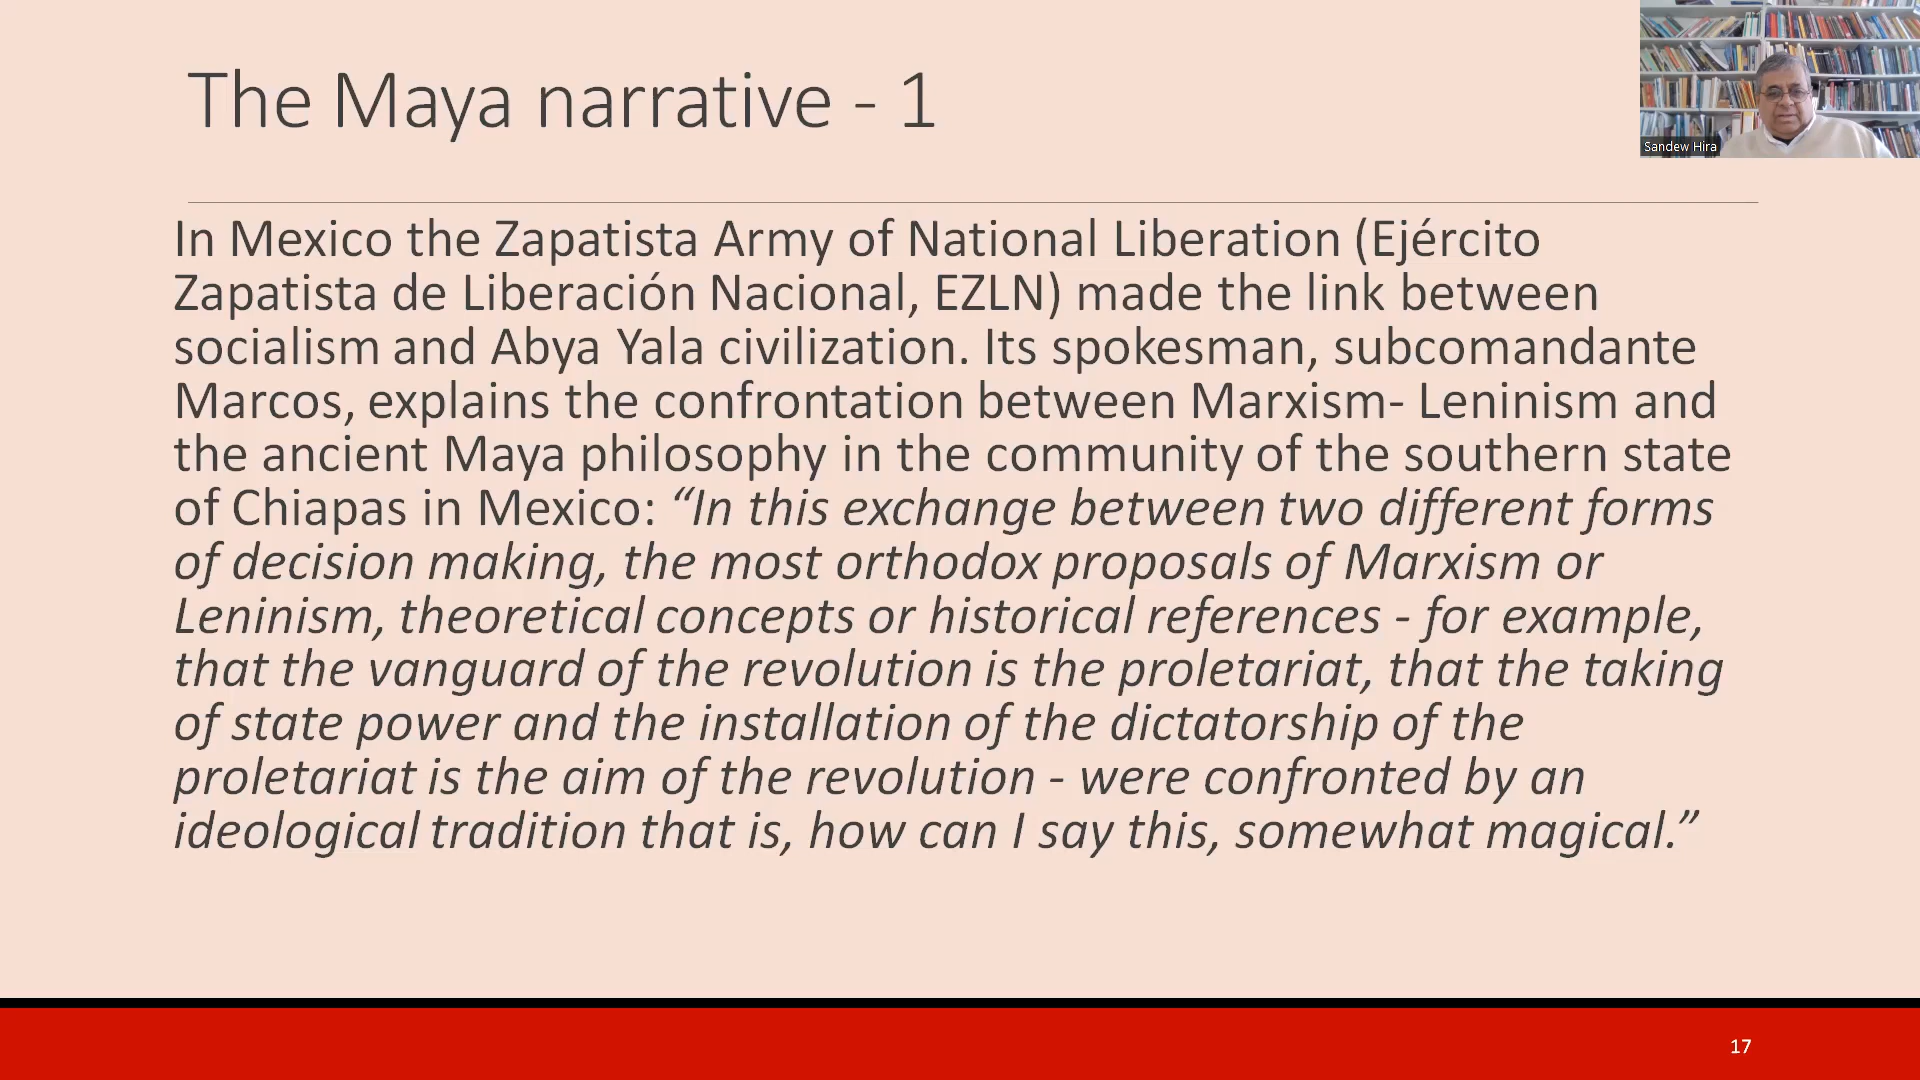 The Maya narrative - 1
Sandew Hira
In Mexico the Zapatista Army of National Liberation (Ejército
Zapatista de Liberación Nacional, EZLN) made the link between
socialism and Abya Yala civilization. Its spokesman, subcomandante
Marcos, explains the confrontation between Marxism- Leninism and
the ancient Maya philosophy in the community of the southern state
of Chiapas in Mexico: “In this exchange between two different forms
of decision making, the most orthodox proposals of Marxism or
Leninism, theoretical concepts or historical references - for example,
that the vanguard of the revolution is the proletariat, that the taking
of state power and the installation of the dictatorship of the
proletariat is the aim of the revolution - were confronted by an
ideological tradition that is, how can I say this, somewhat magical.”
17